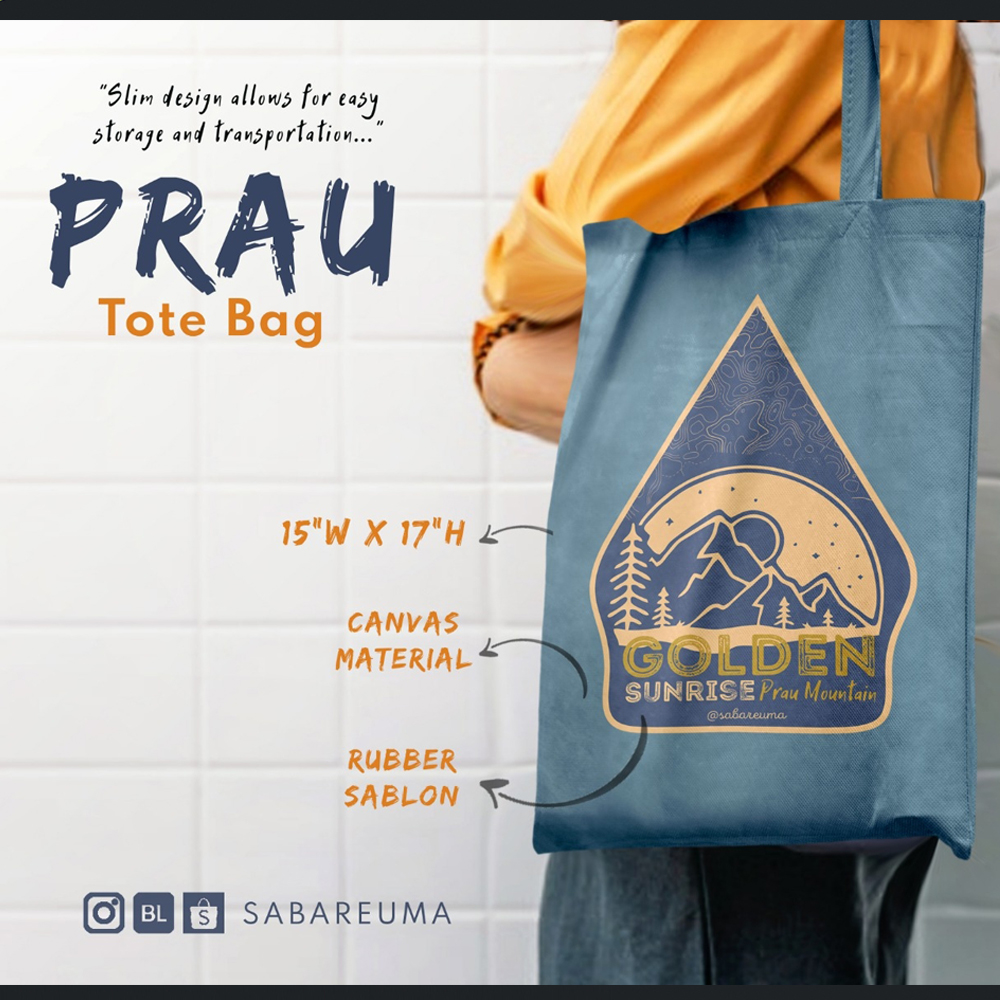 "Slim design allows for easy
storage and transportation..."
PRAU
Tote Bag
15"W X 17"H
CANVAS
MATERIAL
RUBBER
SABLON
GOLDEN
SUNRISE Prau Mountain
@sabareuma
BL S SABAREUMA